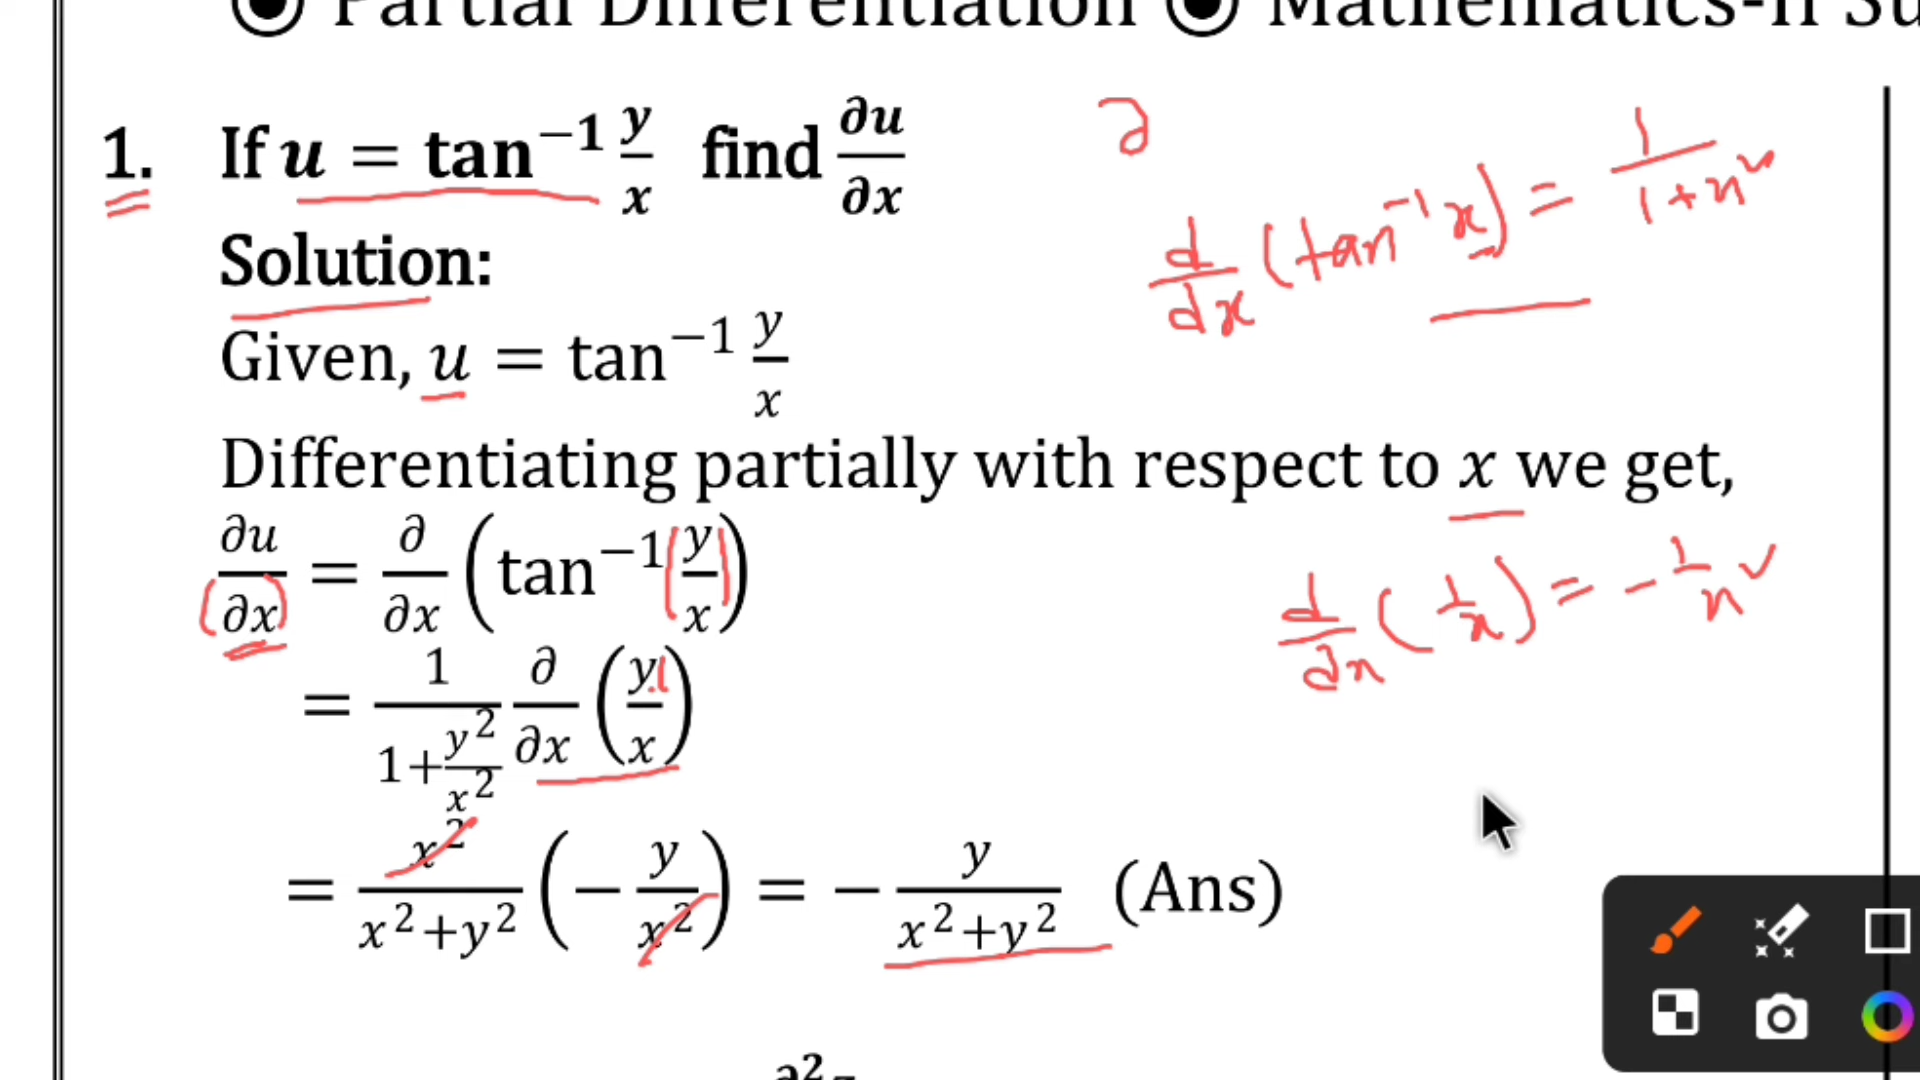 Partial Differentiation ◉ Mathematics-II Su
1. If u = tan⁻¹ y/x find ∂u/∂x
∂
d/dx (tan⁻¹ x) = 1/(1+x²)
Solution:
Given, u = tan⁻¹ y/x
Differentiating partially with respect to x we get,
∂u/∂x = ∂/∂x (tan⁻¹ (y/x))
d/dx (1/x) = - 1/x²
= 1/(1+y²/x²) ∂/∂x (y/x)
= x²/(x²+y²) (−y/x²) = − y/(x²+y²) (Ans)